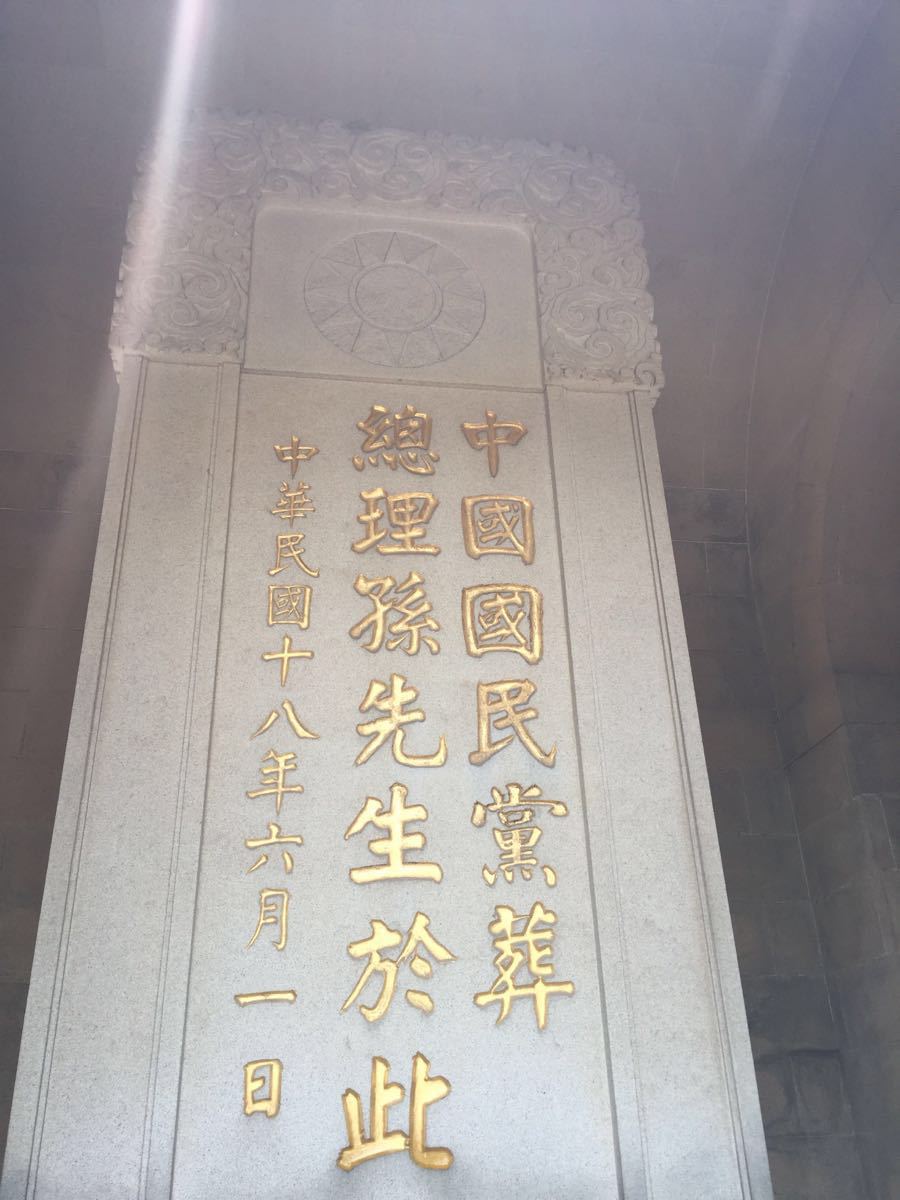 中國國民黨葬
總理孫先生於此
中華民國十八年六月一日